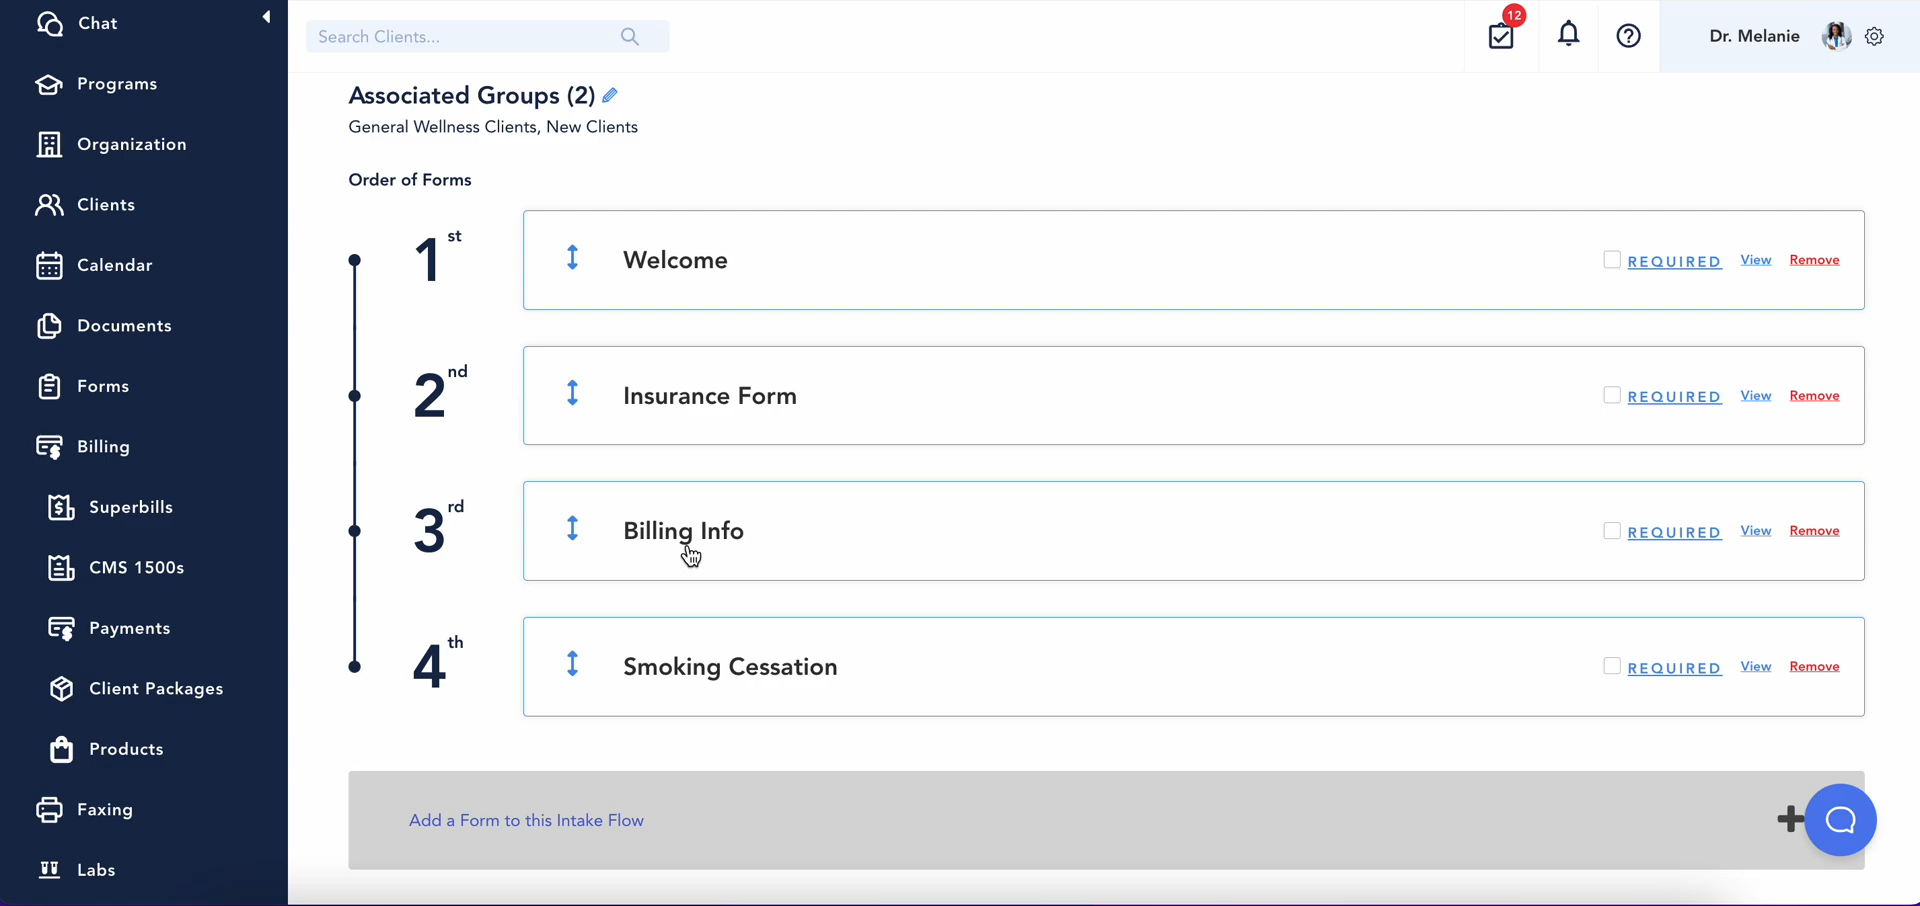 Chat
Programs
Organization
Clients
Calendar
Documents
Forms
Billing
Superbills
CMS 1500s
Payments
Client Packages
Products
Faxing
Labs
Search Clients...
12
Dr. Melanie
Associated Groups (2)
General Wellness Clients, New Clients
Order of Forms
1st Welcome REQUIRED View Remove
2nd Insurance Form REQUIRED View Remove
3rd Billing Info REQUIRED View Remove
4th Smoking Cessation REQUIRED View Remove
Add a Form to this Intake Flow